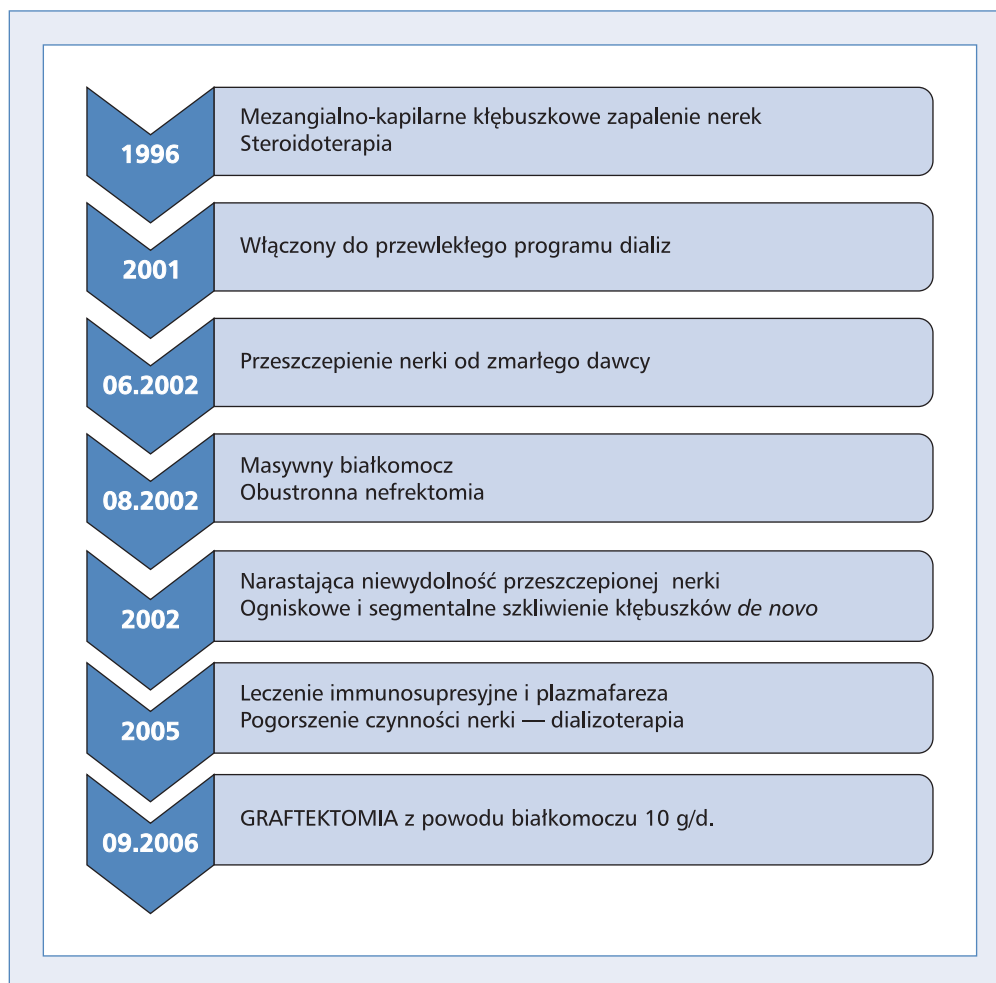 1996
Mezangialno-kapilarne kłębuszkowe zapalenie nerek
Steroidoterapia
2001
Włączony do przewlekłego programu dializ
06.2002
Przeszczepienie nerki od zmarłego dawcy
08.2002
Masywny białkomocz
Obustronna nefrektomia
2002
Narastająca niewydolność przeszczepionej nerki
Ogniskowe i segmentalne szkliwienie kłębuszków de novo
2005
Leczenie immunosupresyjne i plazmafareza
Pogorszenie czynności nerki — dializoterapia
09.2006
GRAFTEKTOMIA z powodu białkomoczu 10 g/d.